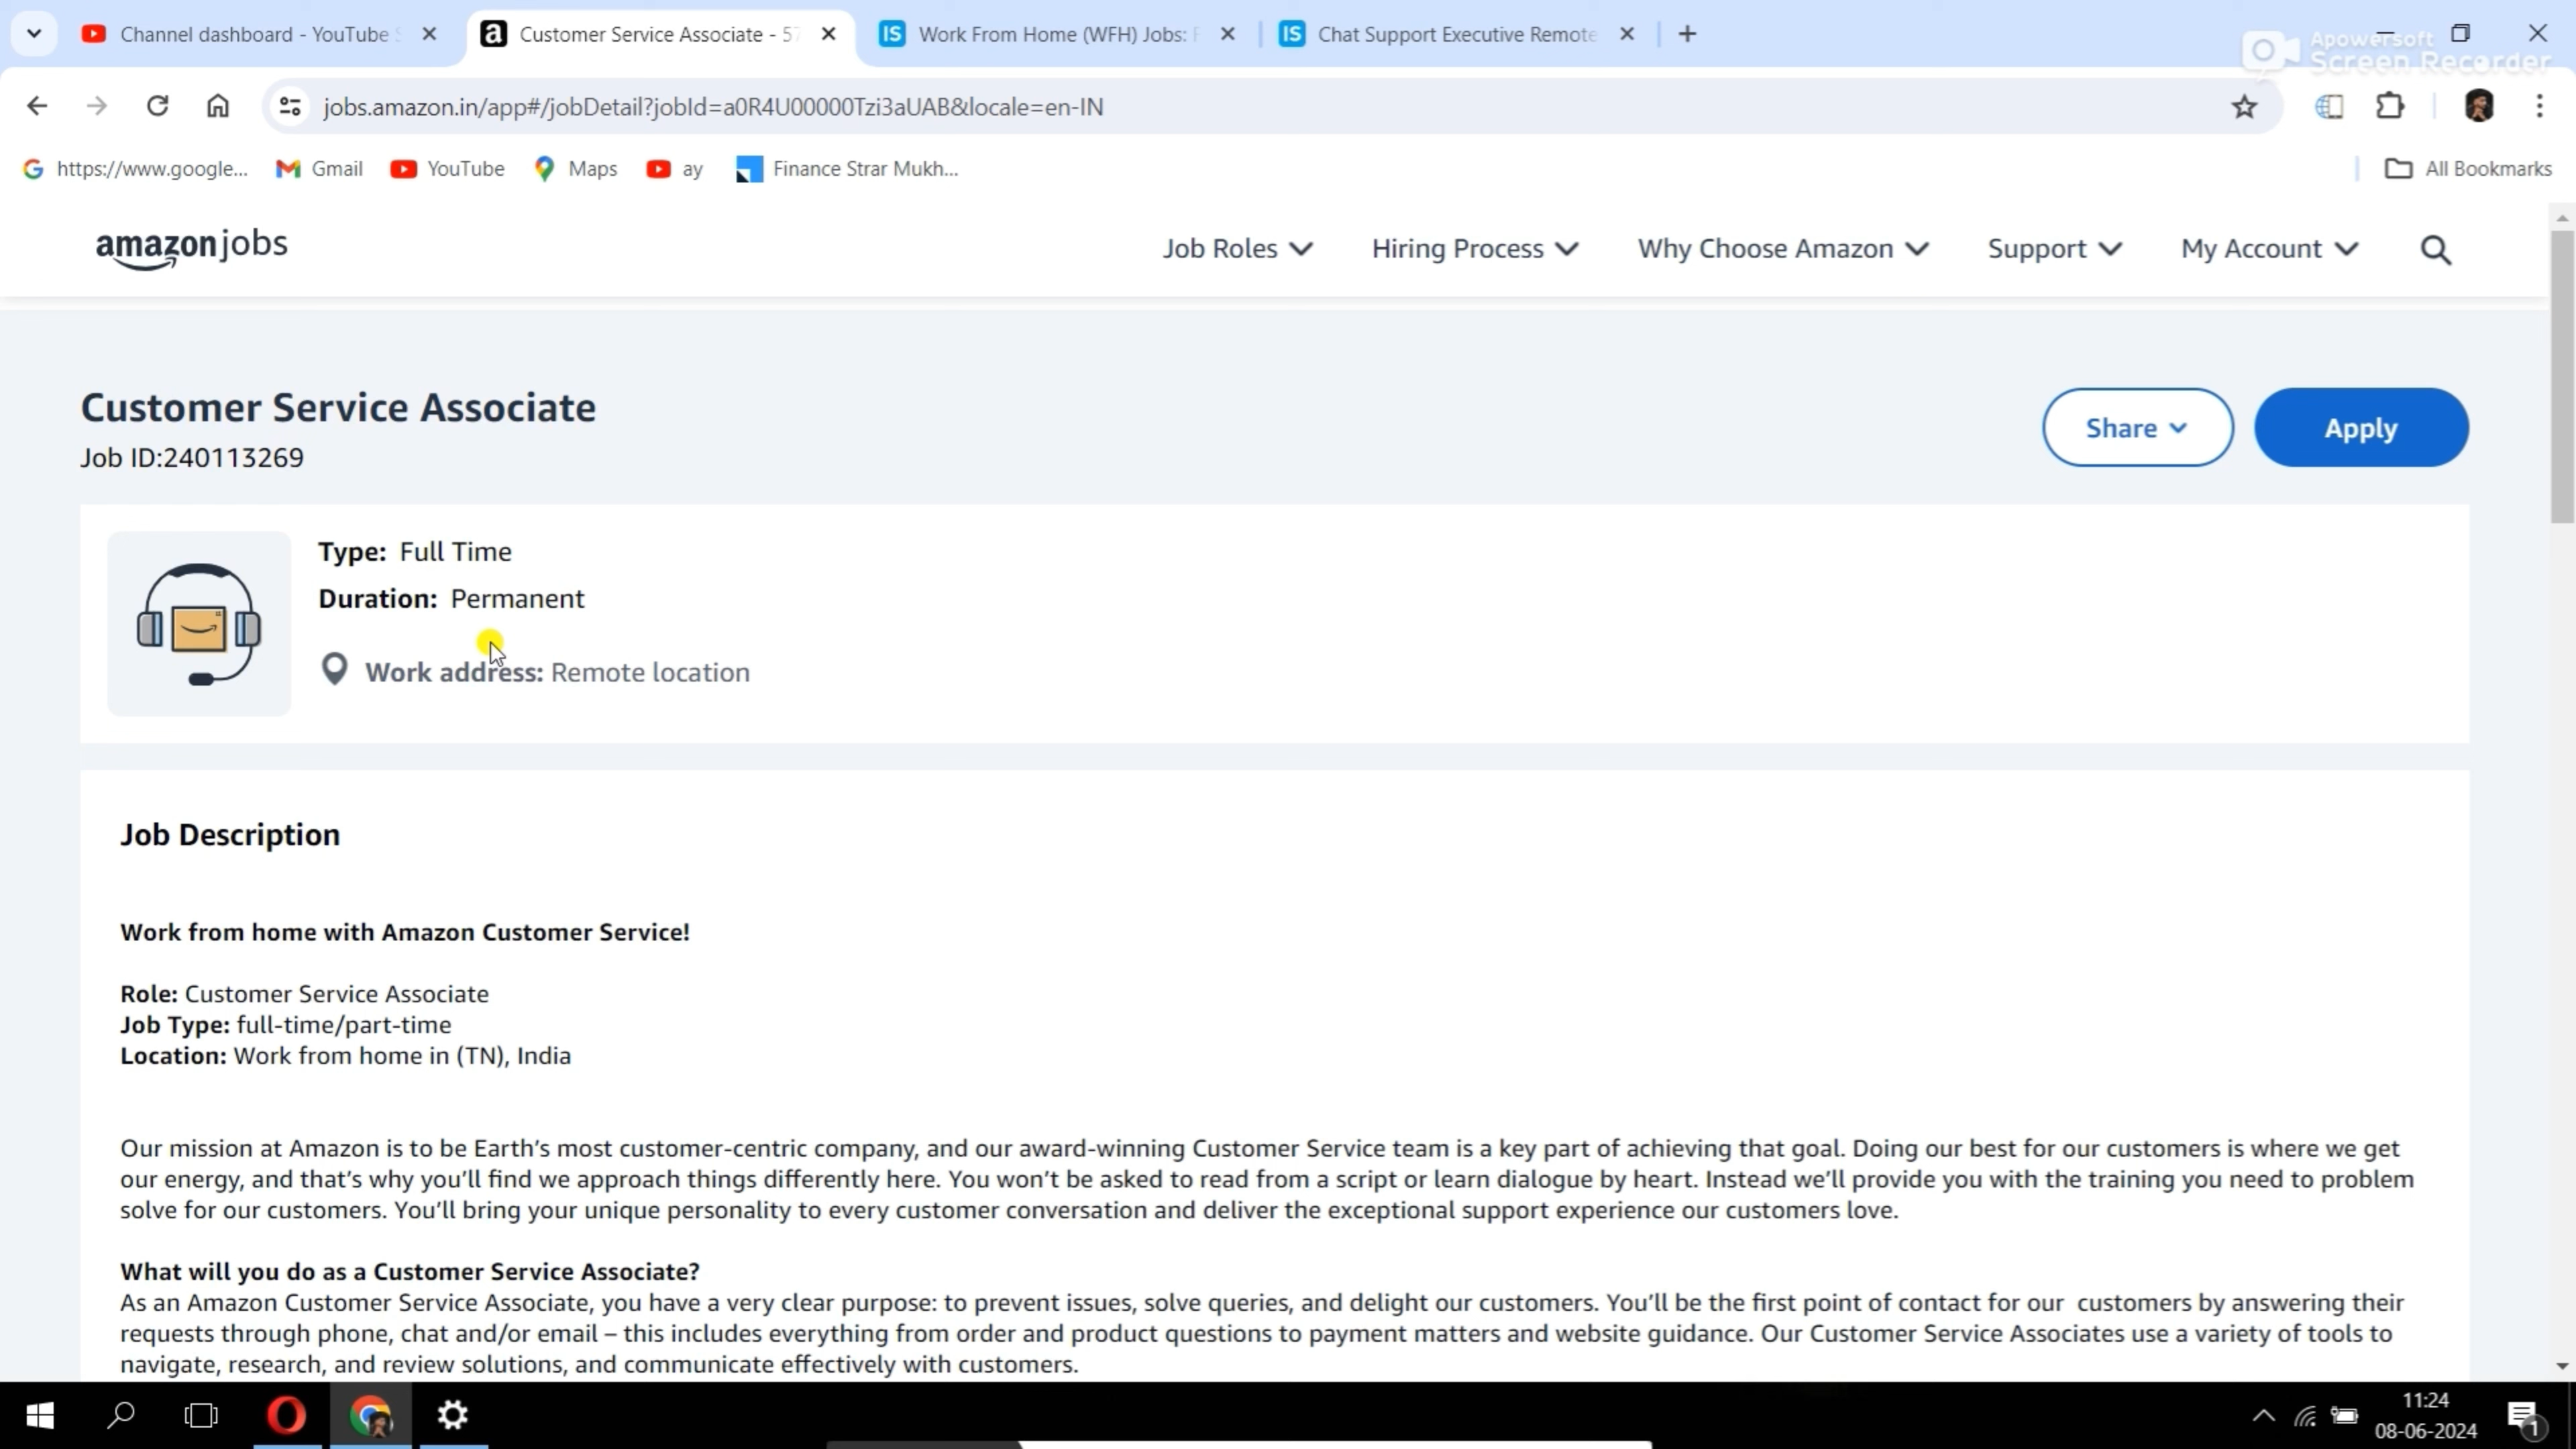 Channel dashboard - YouTube S
Customer Service Associate - 57
IS Work From Home (WFH) Jobs: F
IS Chat Support Executive Remote
Apowersoft
Screen Recorder
jobs.amazon.in/app#/jobDetail?jobId=a0R4U00000Tzi3aUAB&locale=en-IN
https://www.google... Gmail YouTube Maps ay Finance Strar Mukh... All Bookmarks
amazon jobs Job Roles Hiring Process Why Choose Amazon Support My Account
Customer Service Associate
Share Apply
Job ID:240113269
Type: Full Time
Duration: Permanent
Work address: Remote location
Job Description
Work from home with Amazon Customer Service!
Role: Customer Service Associate
Job Type: full-time/part-time
Location: Work from home in (TN), India
Our mission at Amazon is to be Earth’s most customer-centric company, and our award-winning Customer Service team is a key part of achieving that goal. Doing our best for our customers is where we get
our energy, and that’s why you’ll find we approach things differently here. You won’t be asked to read from a script or learn dialogue by heart. Instead we’ll provide you with the training you need to problem
solve for our customers. You’ll bring your unique personality to every customer conversation and deliver the exceptional support experience our customers love.
What will you do as a Customer Service Associate?
As an Amazon Customer Service Associate, you have a very clear purpose: to prevent issues, solve queries, and delight our customers. You’ll be the first point of contact for our customers by answering their
requests through phone, chat and/or email – this includes everything from order and product questions to payment matters and website guidance. Our Customer Service Associates use a variety of tools to
navigate, research, and review solutions, and communicate effectively with customers.
11:24
08-06-2024
1